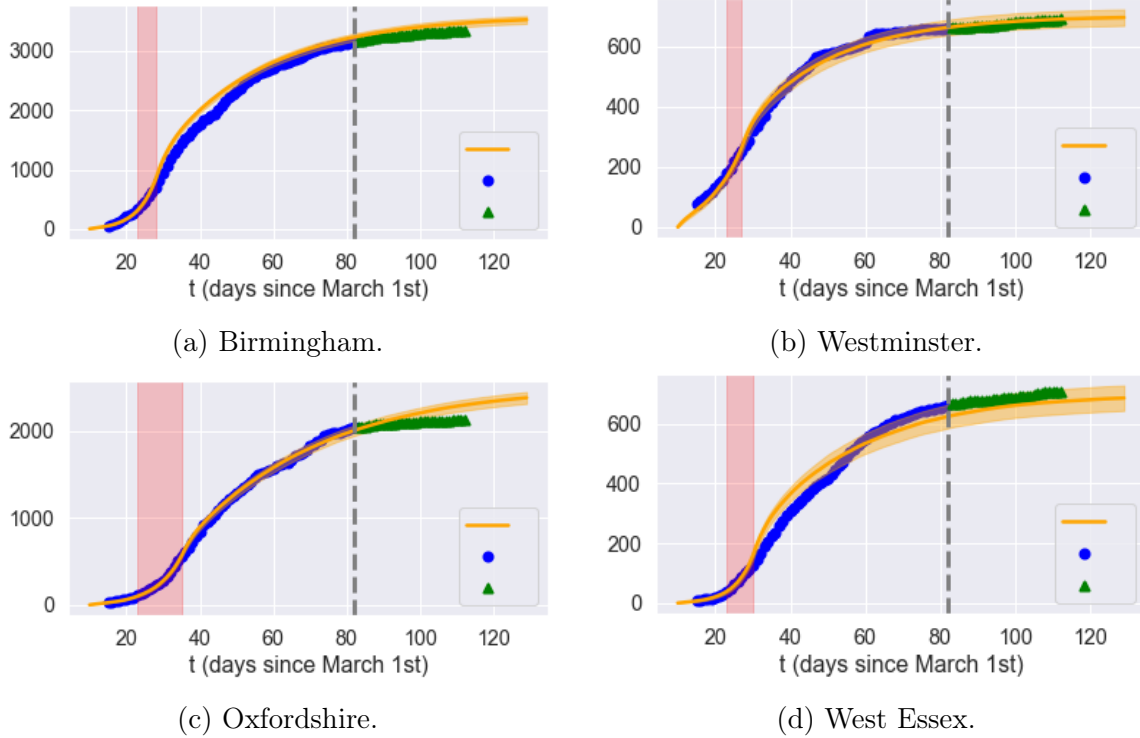 3000
2000
1000
0
20 40 60 80 100 120
t (days since March 1st)
(a) Birmingham.
600
400
200
0
20 40 60 80 100 120
t (days since March 1st)
(b) Westminster.
2000
1000
0
20 40 60 80 100 120
t (days since March 1st)
(c) Oxfordshire.
600
400
200
0
20 40 60 80 100 120
t (days since March 1st)
(d) West Essex.